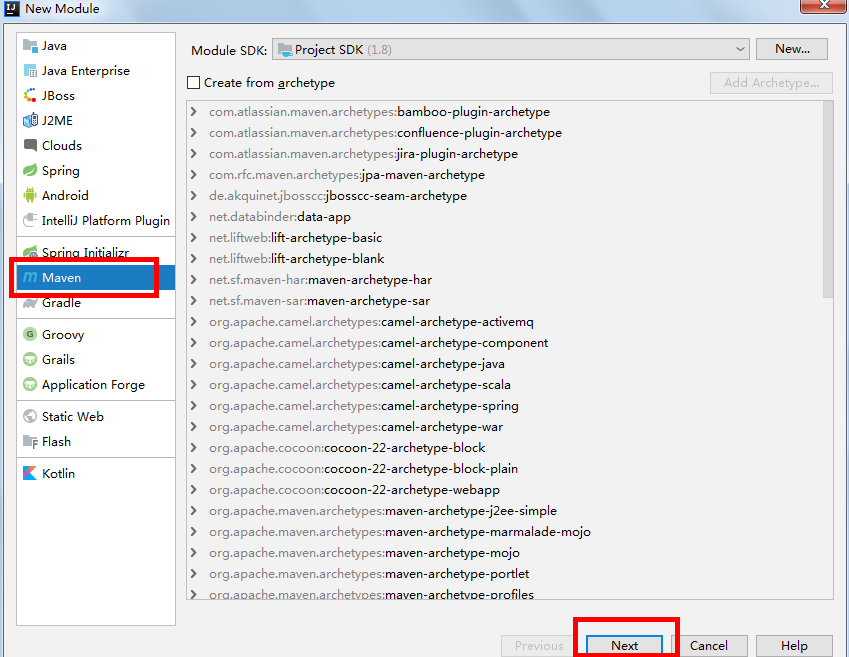 New Module
Java
Java Enterprise
JBoss
J2ME
Clouds
Spring
Android
IntelliJ Platform Plugin
Spring Initializr
Maven
Gradle
Groovy
Grails
Application Forge
Static Web
Flash
Kotlin
Module SDK: Project SDK (1.8) New...
Create from archetype Add Archetype...
com.atlassian.maven.archetypes:bamboo-plugin-archetype
com.atlassian.maven.archetypes:confluence-plugin-archetype
com.atlassian.maven.archetypes:jira-plugin-archetype
com.rfc.maven.archetypes:jpa-maven-archetype
de.akquinet.jbosscc:jbosscc-seam-archetype
net.databinder:data-app
net.liftweb:lift-archetype-basic
net.liftweb:lift-archetype-blank
net.sf.maven-har:maven-archetype-har
net.sf.maven-sar:maven-archetype-sar
org.apache.camel.archetypes:camel-archetype-activemq
org.apache.camel.archetypes:camel-archetype-component
org.apache.camel.archetypes:camel-archetype-java
org.apache.camel.archetypes:camel-archetype-scala
org.apache.camel.archetypes:camel-archetype-spring
org.apache.camel.archetypes:camel-archetype-war
org.apache.cocoon:cocoon-22-archetype-block
org.apache.cocoon:cocoon-22-archetype-block-plain
org.apache.cocoon:cocoon-22-archetype-webapp
org.apache.maven.archetypes:maven-archetype-j2ee-simple
org.apache.maven.archetypes:maven-archetype-marmalade-mojo
org.apache.maven.archetypes:maven-archetype-mojo
org.apache.maven.archetypes:maven-archetype-portlet
org.apache.maven.archetypes:maven-archetype-profiles
Previous Next Cancel Help